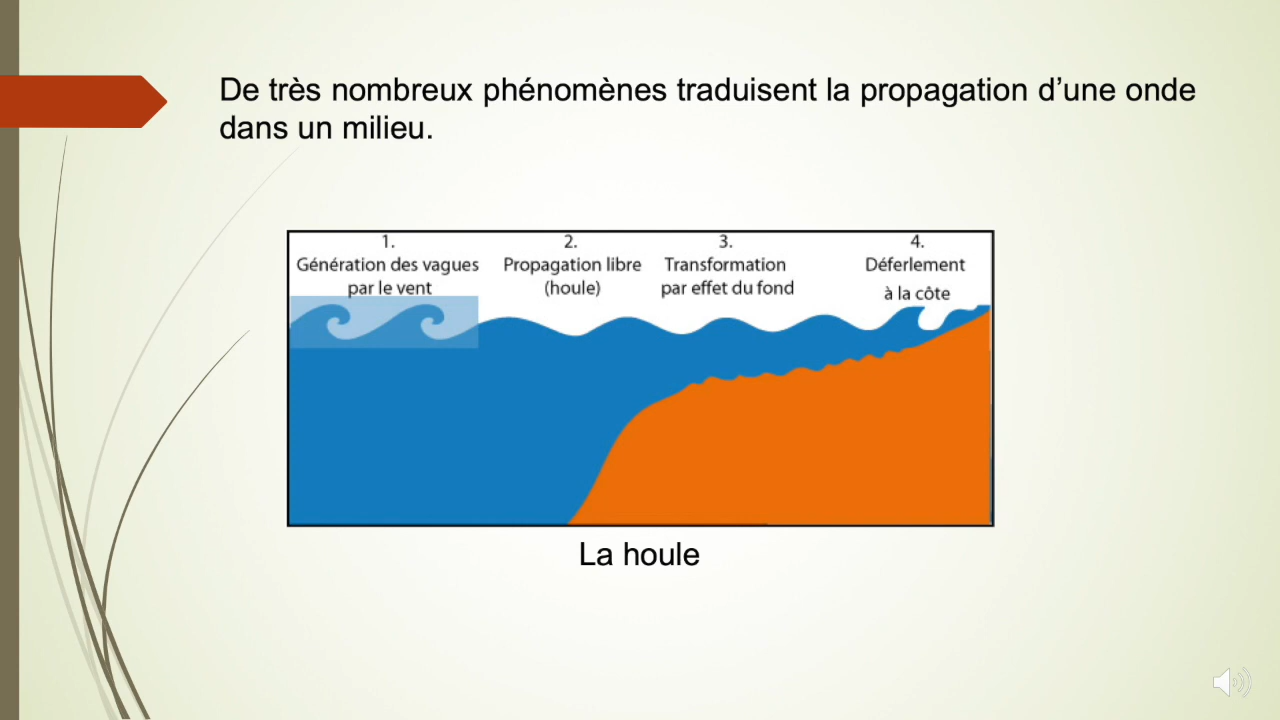 De très nombreux phénomènes traduisent la propagation d’une onde
dans un milieu.
1.
Génération des vagues
par le vent
2.
Propagation libre
(houle)
3.
Transformation
par effet du fond
4.
Déferlement
à la côte
La houle